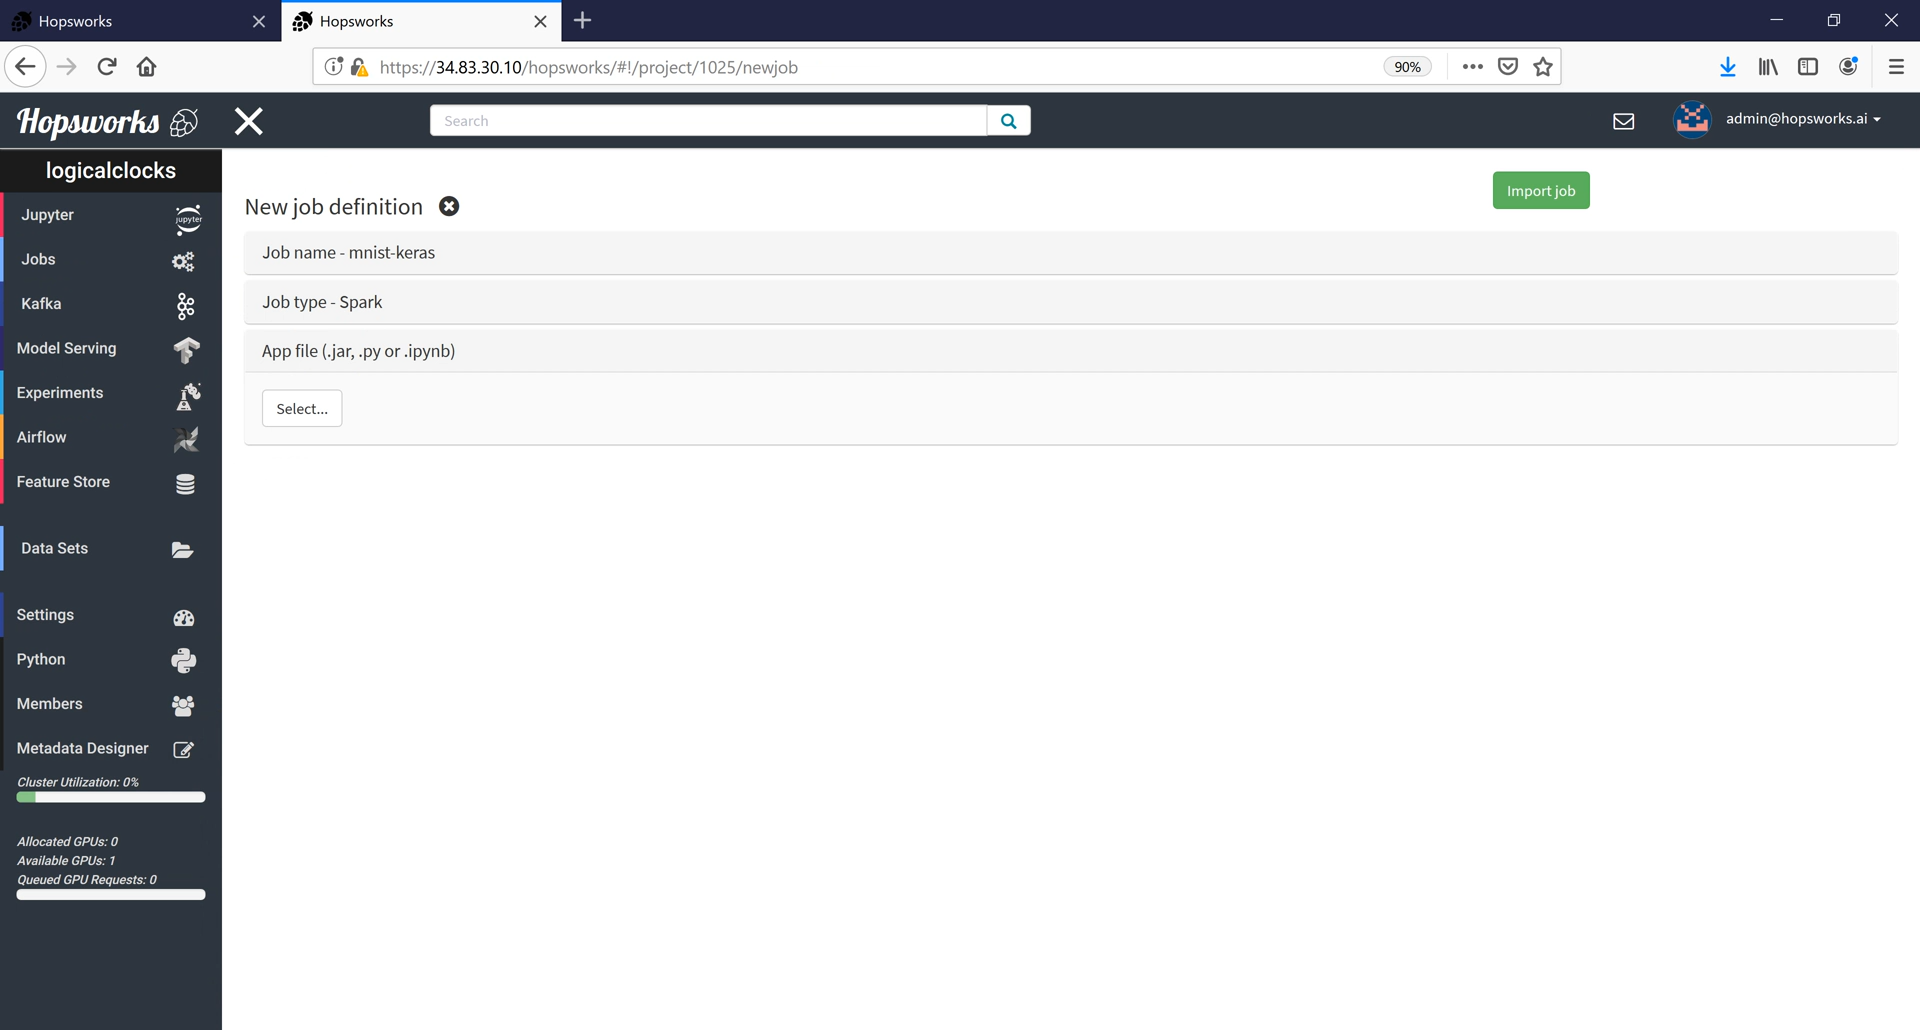 Hopsworks
Hopsworks
https://34.83.30.10/hopsworks/#!/project/1025/newjob
90%
Hopsworks
Search
admin@hopsworks.ai
logicalclocks
Jupyter
jupyter
Jobs
Kafka
Model Serving
Experiments
Airflow
Feature Store
Data Sets
Settings
Python
Members
Metadata Designer
Cluster Utilization: 0%
Allocated GPUs: 0
Available GPUs: 1
Queued GPU Requests: 0
Import job
New job definition
Job name - mnist-keras
Job type - Spark
App file (.jar, .py or .ipynb)
Select...